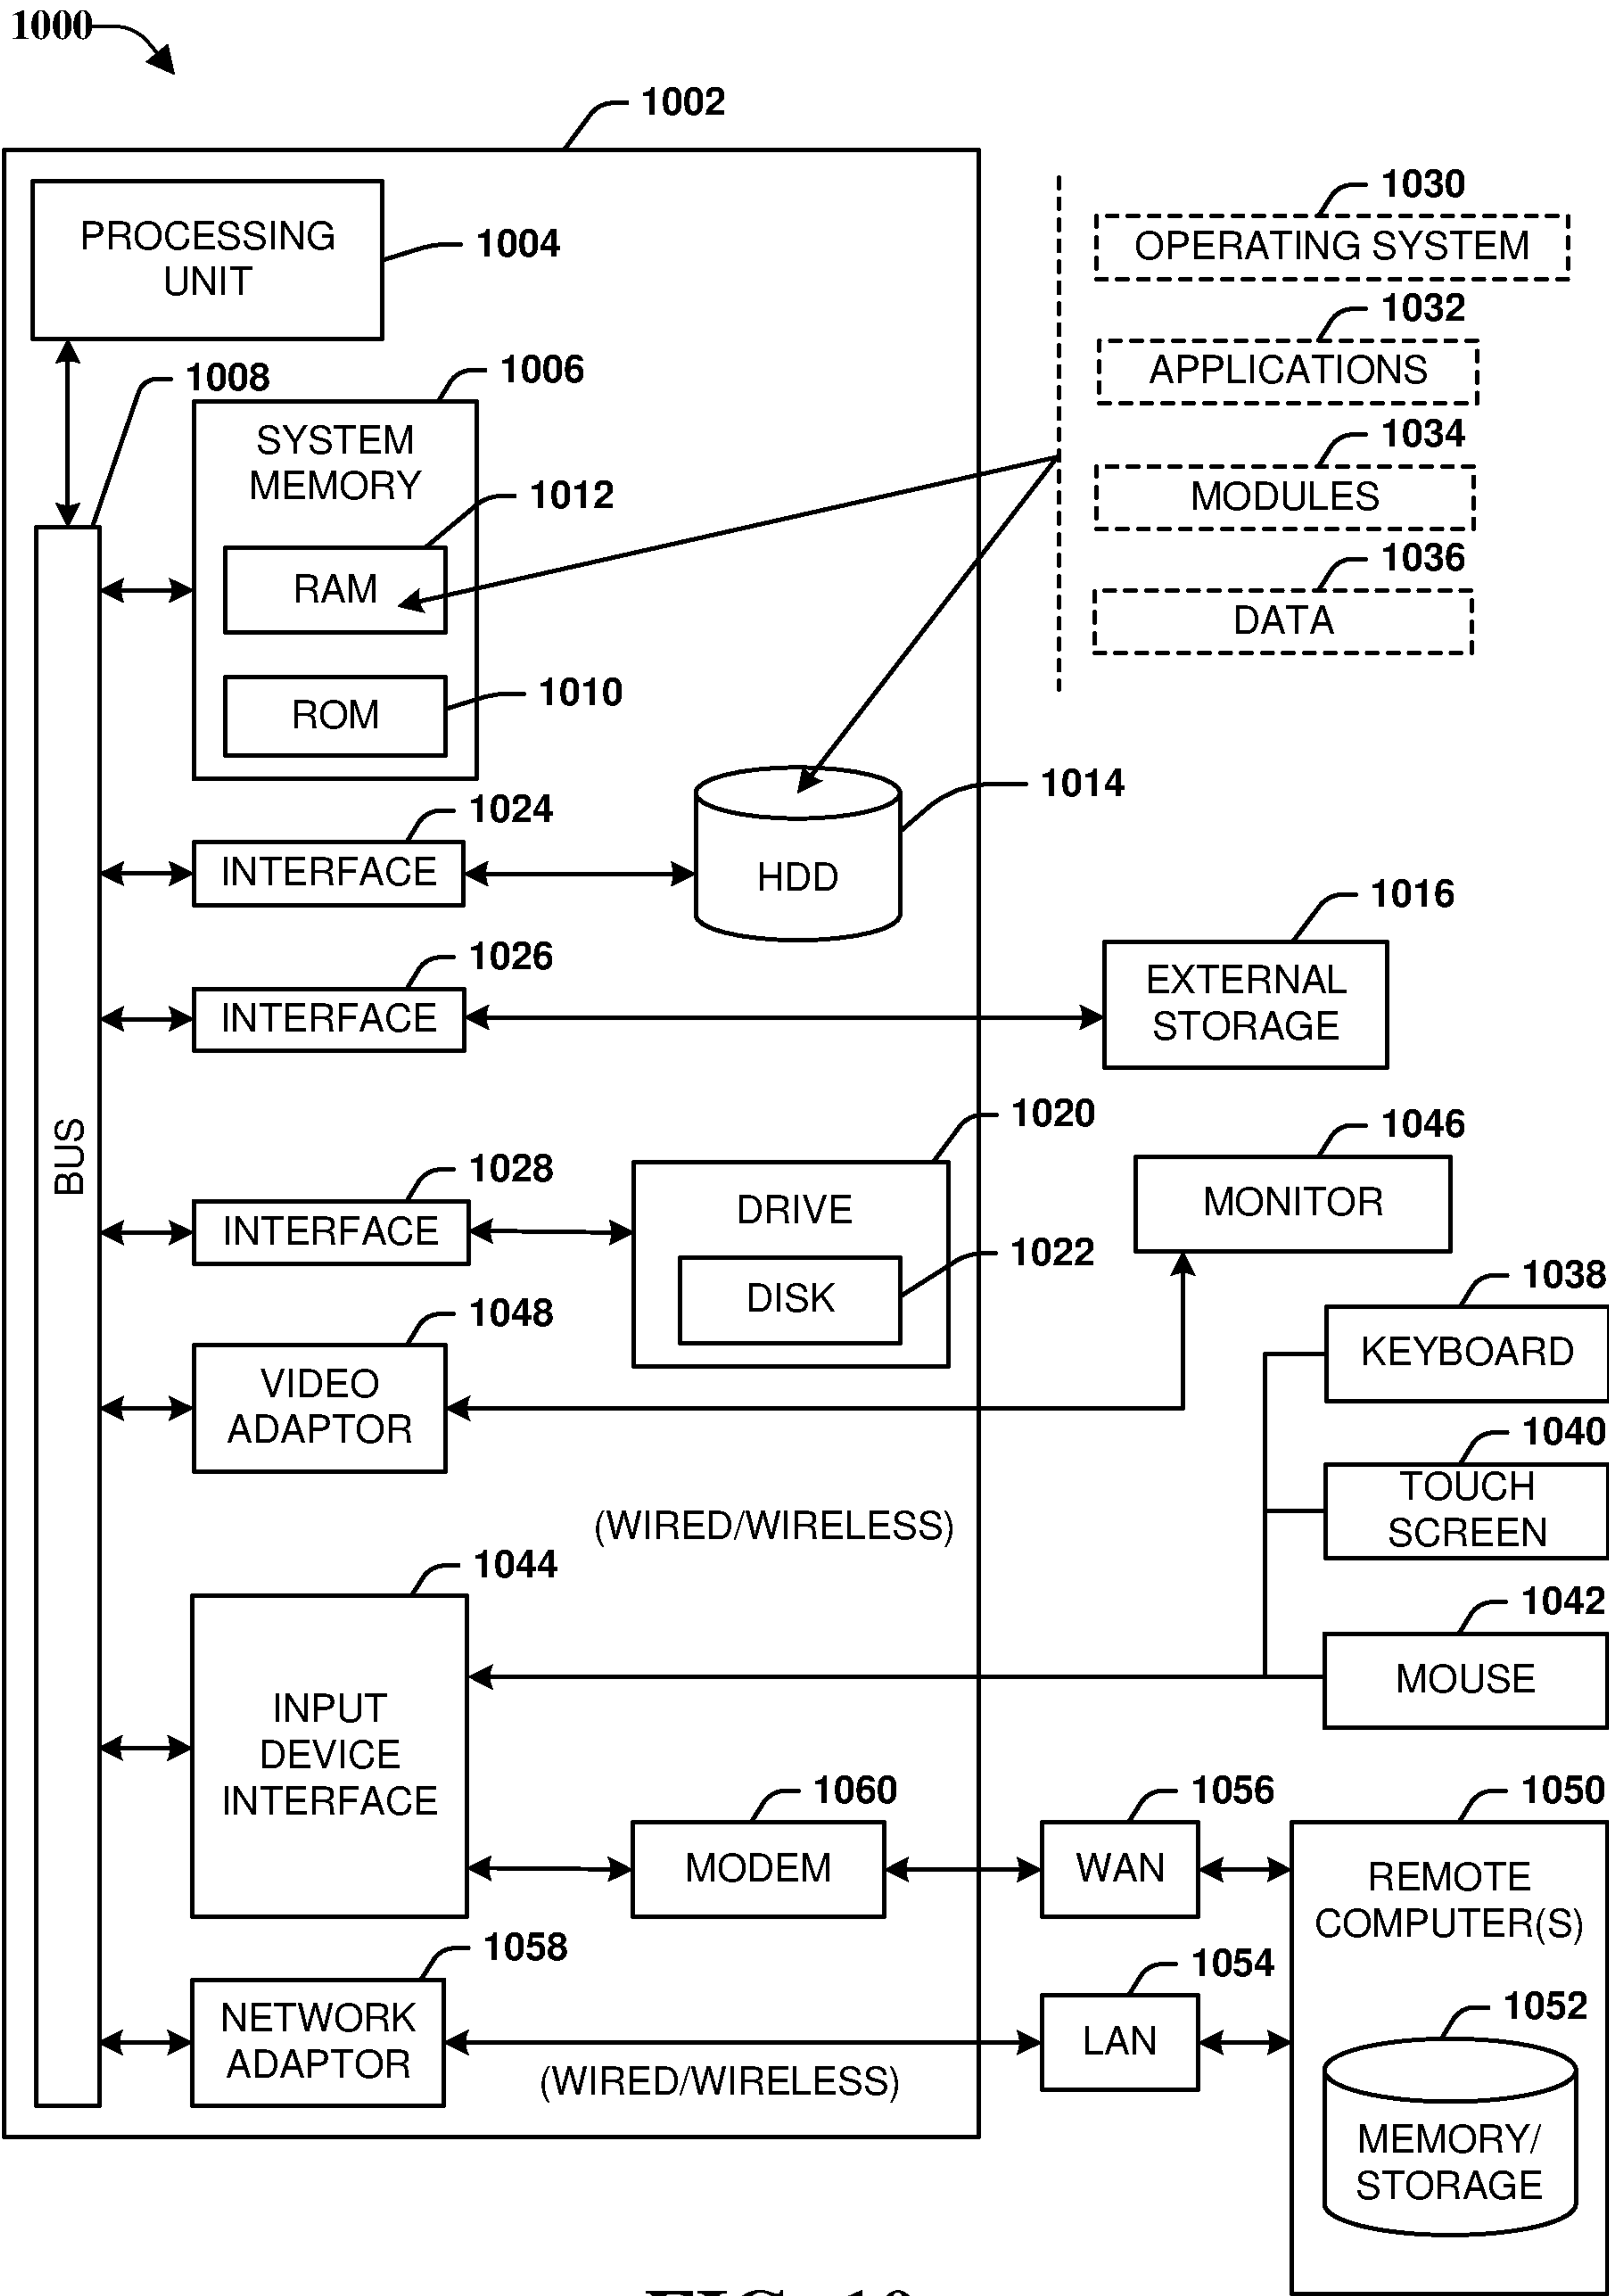 1000
1002
PROCESSING
UNIT
1004
1030
OPERATING SYSTEM
1032
APPLICATIONS
1034
MODULES
1036
DATA
1008
1006
SYSTEM
MEMORY
1012
RAM
1010
ROM
1014
HDD
1024
INTERFACE
1016
EXTERNAL
STORAGE
1026
INTERFACE
BUS
1020
DRIVE
1022
DISK
1028
INTERFACE
1046
MONITOR
1048
VIDEO
ADAPTOR
1038
KEYBOARD
1040
TOUCH
SCREEN
(WIRED/WIRELESS)
1042
MOUSE
1044
INPUT
DEVICE
INTERFACE
1060
MODEM
1056
WAN
1050
REMOTE
COMPUTER(S)
1058
NETWORK
ADAPTOR
(WIRED/WIRELESS)
1054
LAN
1052
MEMORY/
STORAGE